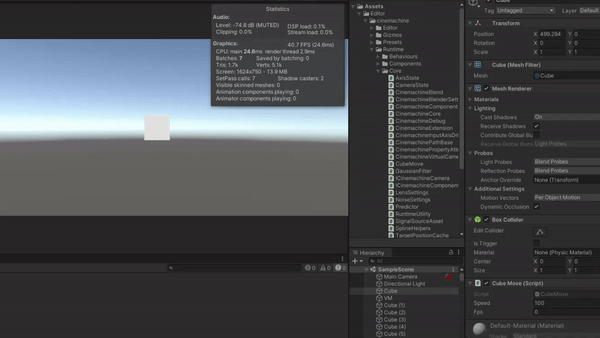 Statistics
Audio:
Level: -74.8 dB (MUTED) DSP load: 0.1%
Clipping: 0.0% Stream load: 0.0%
Graphics: 40.7 FPS (24.6ms)
CPU: main 24.6ms render thread 2.9ms
Batches: 7 Saved by batching: 0
Tris: 1.7k Verts: 5.1k
Screen: 1624x750 - 13.9 MB
SetPass calls: 7 Shadow casters: 2
Visible skinned meshes: 0
Animation components playing: 0
Animator components playing: 0
Assets
Editor
cinemachine
Editor
Gizmos
Presets
Runtime
Behaviours
Components
Core
AxisState
CameraState
CinemachineBlend
CinemachineBlenderSett
CinemachineComponent
CinemachineCore
CinemachineDebug
CinemachineExtension
CinemachineInputAxisDri
CinemachinePathBase
CinemachinePropertyAtt
CinemachineVirtualCame
CubeMove
GaussianFilter
ICinemachineCamera
ICinemachineComponent
LensSettings
NoiseSettings
Predictor
RuntimeUtility
SignalSourceAsset
SplineHelpers
TargetPositionCache
0 0 0
Hierarchy
All
SampleScene
Main Camera
Directional Light
Cube
VM
Cube (1)
Cube (2)
Cube (3)
Cube (4)
Cube (5)
Cube
Tag Untagged Layer Default
Transform
Position X 499.294 Y 0
Rotation X 0 Y 0
Scale X 1 Y 1
Cube (Mesh Filter)
Mesh Cube
Mesh Renderer
Materials
Lighting
Cast Shadows On
Receive Shadows
Contribute Global Illu
Receive Global Illum Light Probes
Probes
Light Probes Blend Probes
Reflection Probes Blend Probes
Anchor Override None (Transform)
Additional Settings
Motion Vectors Per Object Motion
Dynamic Occlusion
Box Collider
Edit Collider
Is Trigger
Material None (Physic Material)
Center X 0 Y 0
Size X 1 Y 1
Cube Move (Script)
Script CubeMove
Speed 100
Fps 0
Default-Material (Material)
Shader Standard